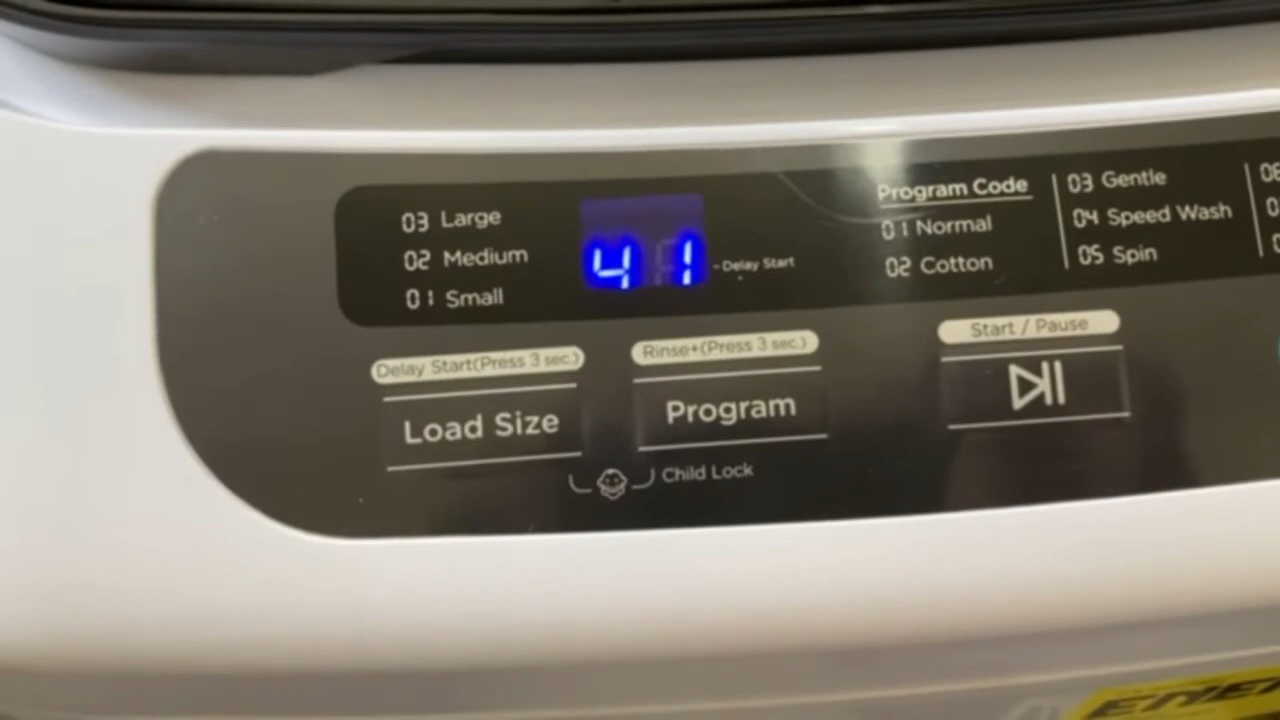 03 Large
02 Medium
01 Small
41
- Delay Start
Program Code
01 Normal
02 Cotton
03 Gentle
04 Speed Wash
05 Spin
Delay Start(Press 3 sec.)
Load Size
Rinse+(Press 3 sec.)
Program
Child Lock
Start / Pause